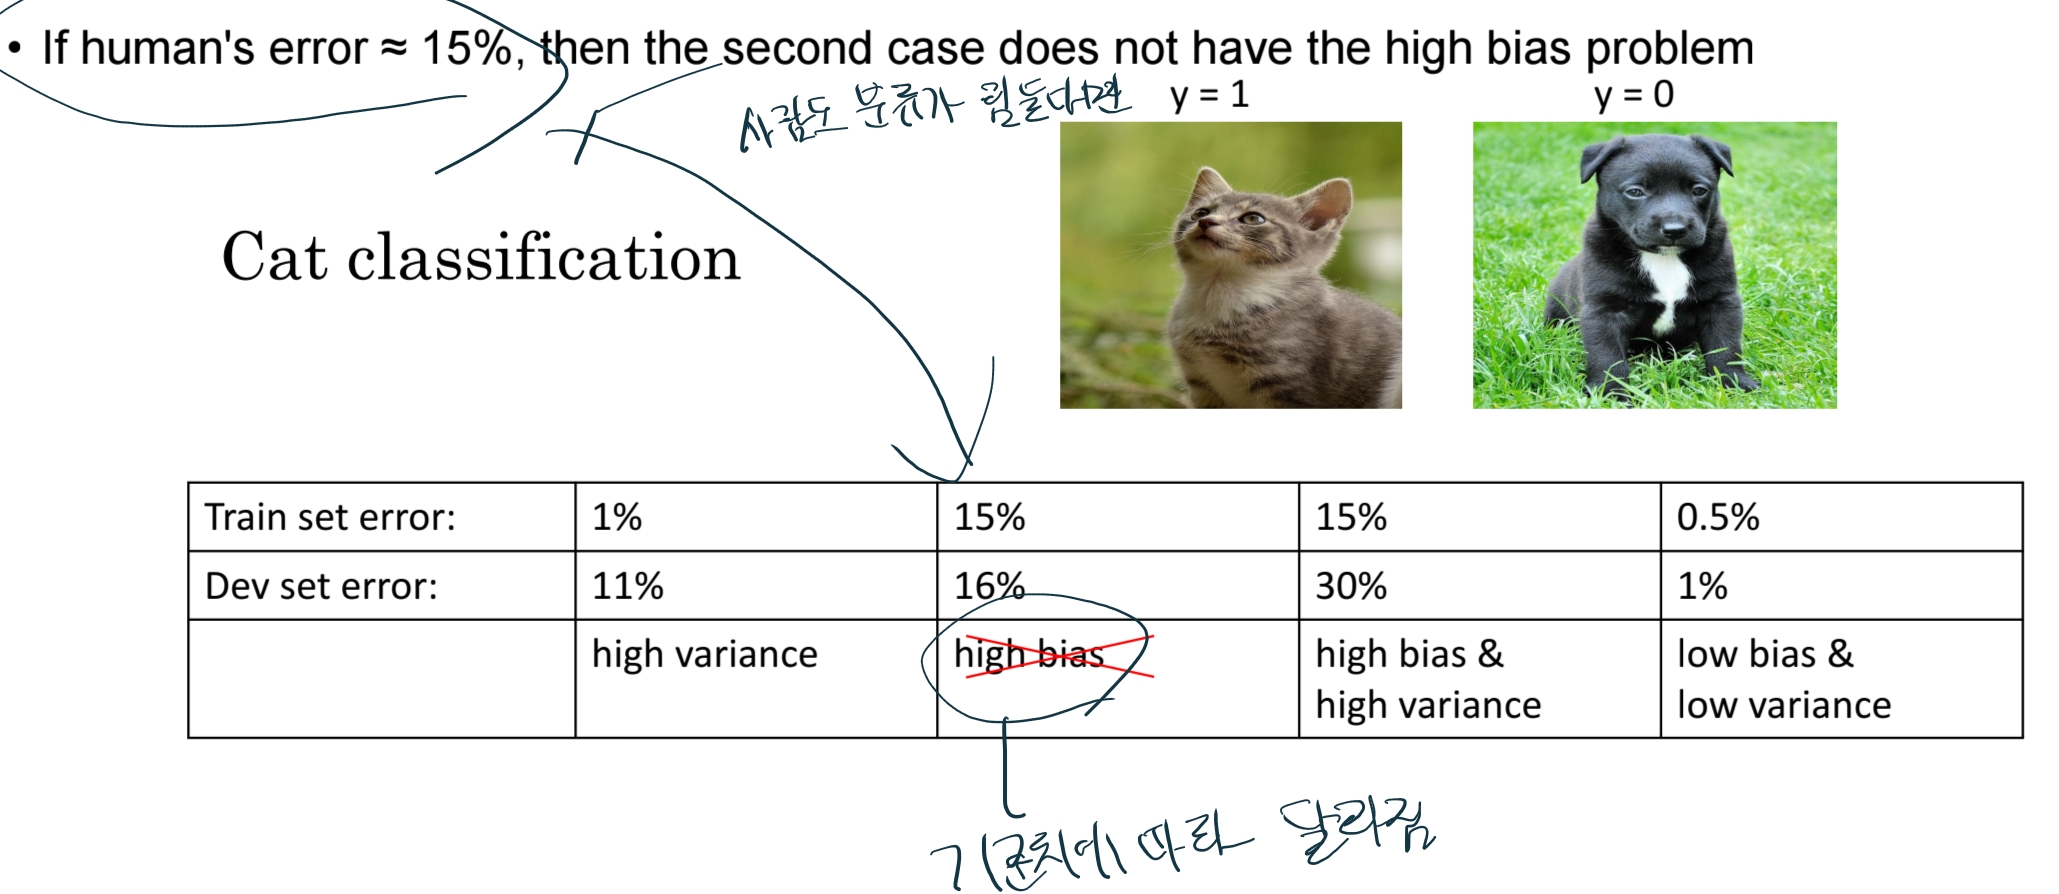 • If human's error ≈ 15%, then the second case does not have the high bias problem
사람도 분류가 힘들다면
y = 1
y = 0
Cat classification
Train set error: 1% 15% 15% 0.5%
Dev set error: 11% 16% 30% 1%
high variance high bias high bias & low bias &
high variance low variance
기준치에 따라 달라짐